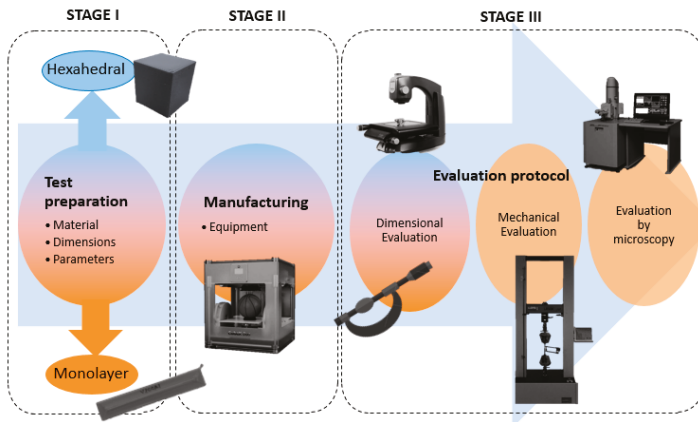 STAGE I
STAGE II
STAGE III
Hexahedral
Test
preparation
• Material
• Dimensions
• Parameters
Monolayer
Manufacturing
• Equipment
Evaluation protocol
Dimensional
Evaluation
Mechanical
Evaluation
Evaluation
by
microscopy